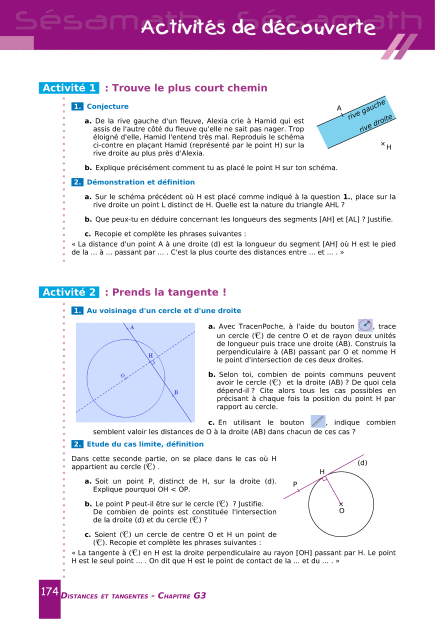 Sésamath
Sésamath
Activités de découverte
Activité 1 : Trouve le plus court chemin
1. Conjecture
a. De la rive gauche d'un fleuve, Alexia crie à Hamid qui est
assis de l'autre côté du fleuve qu'elle ne sait pas nager. Trop
éloigné d'elle, Hamid l'entend très mal. Reproduis le schéma
ci-contre en plaçant Hamid (représenté par le point H) sur la
rive droite au plus près d'Alexia.
A
rive gauche
rive droite
H
b. Explique précisément comment tu as placé le point H sur ton schéma.
2. Démonstration et définition
a. Sur le schéma précédent où H est placé comme indiqué à la question 1., place sur la
rive droite un point L distinct de H. Quelle est la nature du triangle AHL ?
b. Que peux-tu en déduire concernant les longueurs des segments [AH] et [AL] ? Justifie.
c. Recopie et complète les phrases suivantes :
« La distance d'un point A à une droite (d) est la longueur du segment [AH] où H est le pied
de la ... à ... passant par ... . C'est la plus courte des distances entre ... et ... . »
Activité 2 : Prends la tangente !
1. Au voisinage d'un cercle et d'une droite
A
H
O
B
a. Avec TracenPoche, à l'aide du bouton , trace
un cercle (C) de centre O et de rayon deux unités
de longueur puis trace une droite (AB). Construis la
perpendiculaire à (AB) passant par O et nomme H
le point d'intersection de ces deux droites.
b. Selon toi, combien de points communs peuvent
avoir le cercle (C) et la droite (AB) ? De quoi cela
dépend-il ? Cite alors tous les cas possibles en
précisant à chaque fois la position du point H par
rapport au cercle.
c. En utilisant le bouton , indique combien
semblent valoir les distances de O à la droite (AB) dans chacun de ces cas ?
2. Etude du cas limite, définition
Dans cette seconde partie, on se place dans le cas où H
appartient au cercle (C) .
a. Soit un point P, distinct de H, sur la droite (d).
Explique pourquoi OH < OP.
b. Le point P peut-il être sur le cercle (C) ? Justifie.
De combien de points est constituée l'intersection
de la droite (d) et du cercle (C) ?
c. Soient (C) un cercle de centre O et H un point de
(C). Recopie et complète les phrases suivantes :
(d)
H
P
O
« La tangente à (C) en H est la droite perpendiculaire au rayon [OH] passant par H. Le point
H est le seul point ... . On dit que H est le point de contact de la ... et du ... . »
174 Distances et tangentes - Chapitre G3